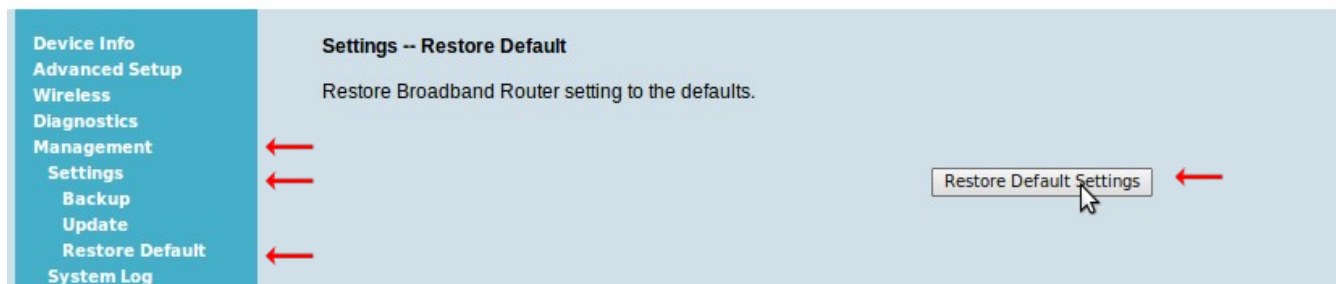 Device Info
Advanced Setup
Wireless
Diagnostics
Management
Settings
Backup
Update
Restore Default
System Log
Settings -- Restore Default
Restore Broadband Router setting to the defaults.
Restore Default Settings